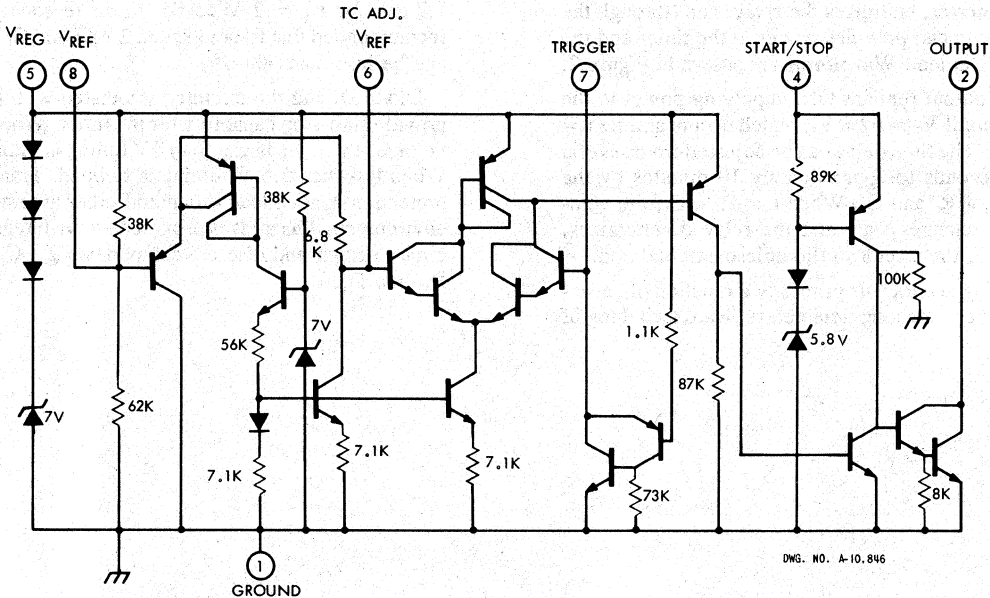 TC ADJ.
VREG VREF VREF TRIGGER START/STOP OUTPUT
5 8 6 7 4 2
38K
38K
6.8
K
89K
100K
56K
7V
1.1K
5.8V
7V
62K
87K
7.1K
7.1K
7.1K
73K
8K
1
GROUND
DWG. NO. A-10,846